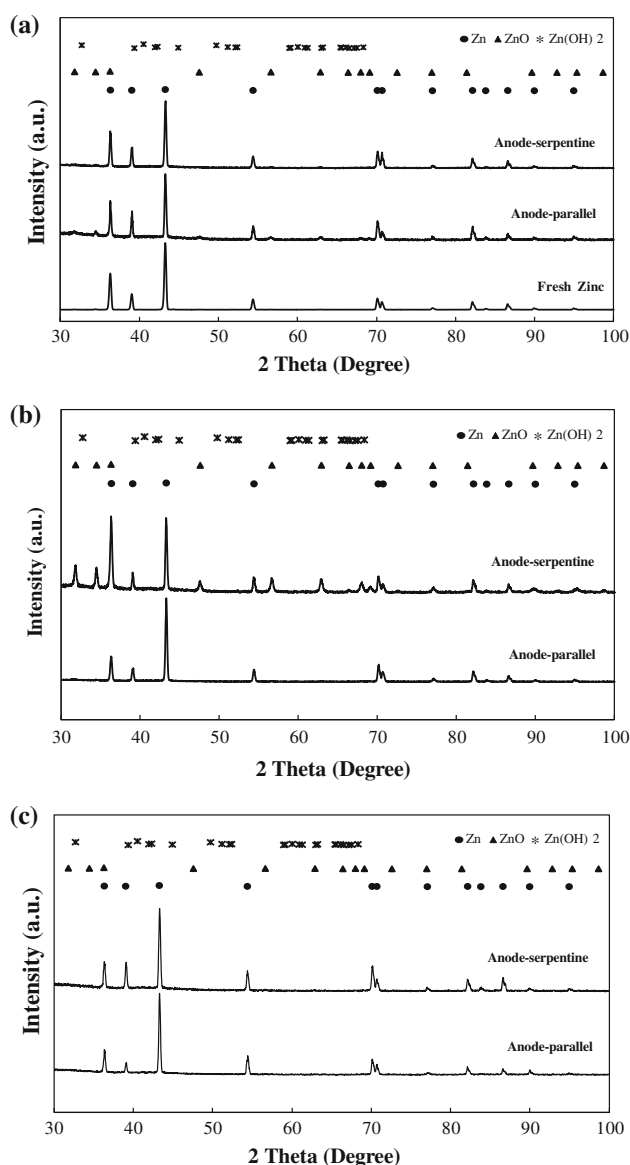 (a)
● Zn ▲ ZnO ✳ Zn(OH) 2
Anode-serpentine
Anode-parallel
Fresh Zinc
Intensity (a.u.)
30 40 50 60 70 80 90 100
2 Theta (Degree)
(b)
● Zn ▲ ZnO ✳ Zn(OH) 2
Anode-serpentine
Anode-parallel
Intensity (a.u.)
30 40 50 60 70 80 90 100
2 Theta (Degree)
(c)
● Zn ▲ ZnO ✳ Zn(OH) 2
Anode-serpentine
Anode-parallel
Intensity (a.u.)
30 40 50 60 70 80 90 100
2 Theta (Degree)